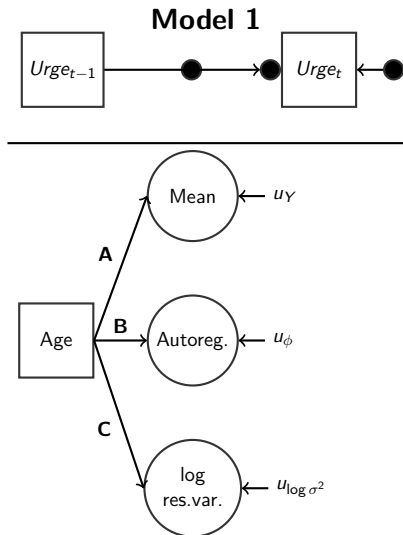 Model 1
Urge_{t−1}
Urge_t
Mean
u_Y
A
Age
B
Autoreg.
u_ϕ
C
log
res.var.
u_{log σ²}